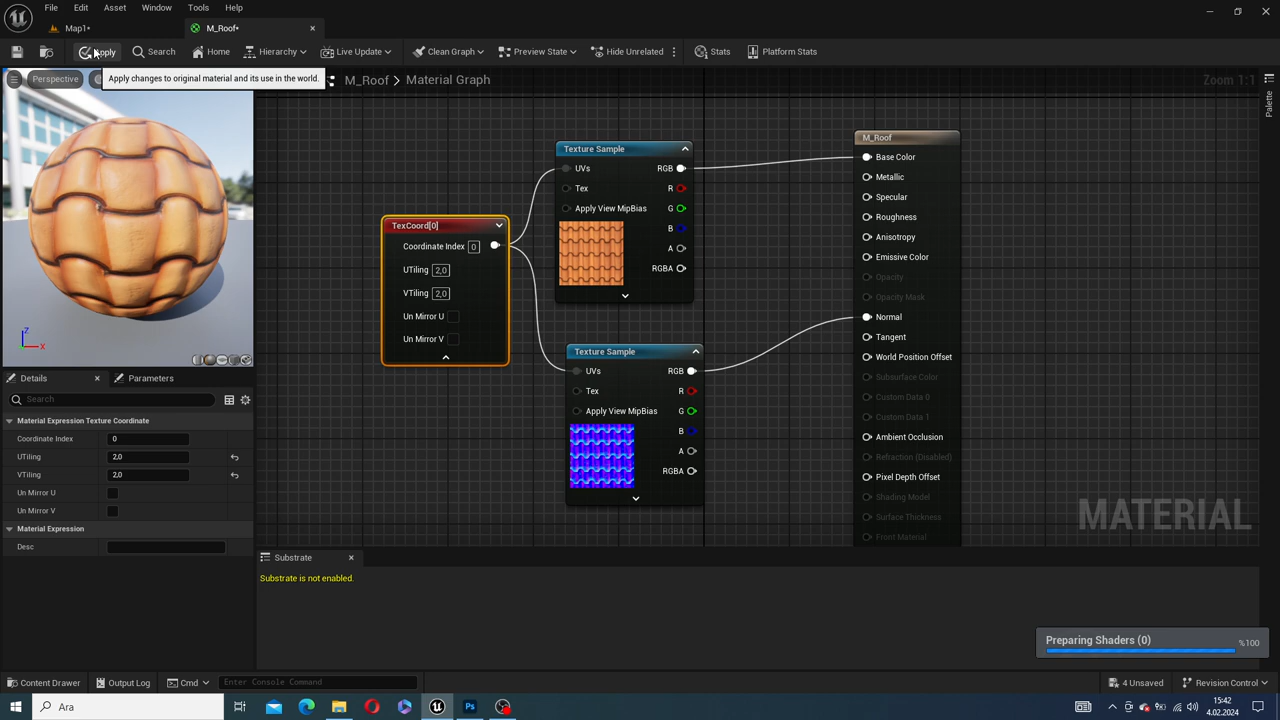 File Edit Asset Window Tools Help
Map1• M_Roof•
Apply Search Home Hierarchy Live Update Clean Graph Preview State Hide Unrelated Stats Platform Stats
Perspective
Apply changes to original material and its use in the world.
M_Roof > Material Graph
Zoom 1:1
Palette
Z
X
TexCoord[0]
Coordinate Index 0
UTiling 2,0
VTiling 2,0
Un Mirror U
Un Mirror V
Texture Sample
UVs RGB
Tex R
Apply View MipBias G
B
A
RGBA
Texture Sample
UVs RGB
Tex R
Apply View MipBias G
B
A
RGBA
M_Roof
Base Color
Metallic
Specular
Roughness
Anisotropy
Emissive Color
Opacity
Opacity Mask
Normal
Tangent
World Position Offset
Subsurface Color
Custom Data 0
Custom Data 1
Ambient Occlusion
Refraction (Disabled)
Pixel Depth Offset
Shading Model
Surface Thickness
Front Material
MATERIAL
Details Parameters
Search
Material Expression Texture Coordinate
Coordinate Index 0
UTiling 2,0
VTiling 2,0
Un Mirror U
Un Mirror V
Material Expression
Desc
Substrate
Substrate is not enabled.
Preparing Shaders (0) %100
Content Drawer Output Log Cmd Enter Console Command 4 Unsaved Revision Control
Ara
Ps
15:42
4.02.2024